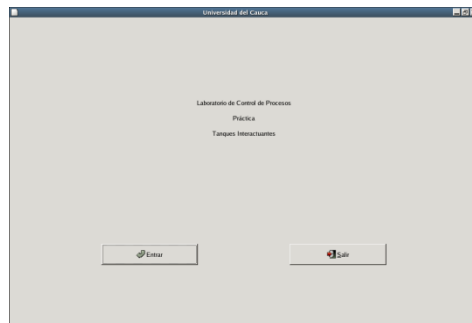 Universidad del Cauca
Laboratorio de Control de Procesos
Práctica
Tanques Interactuantes
Entrar
Salir